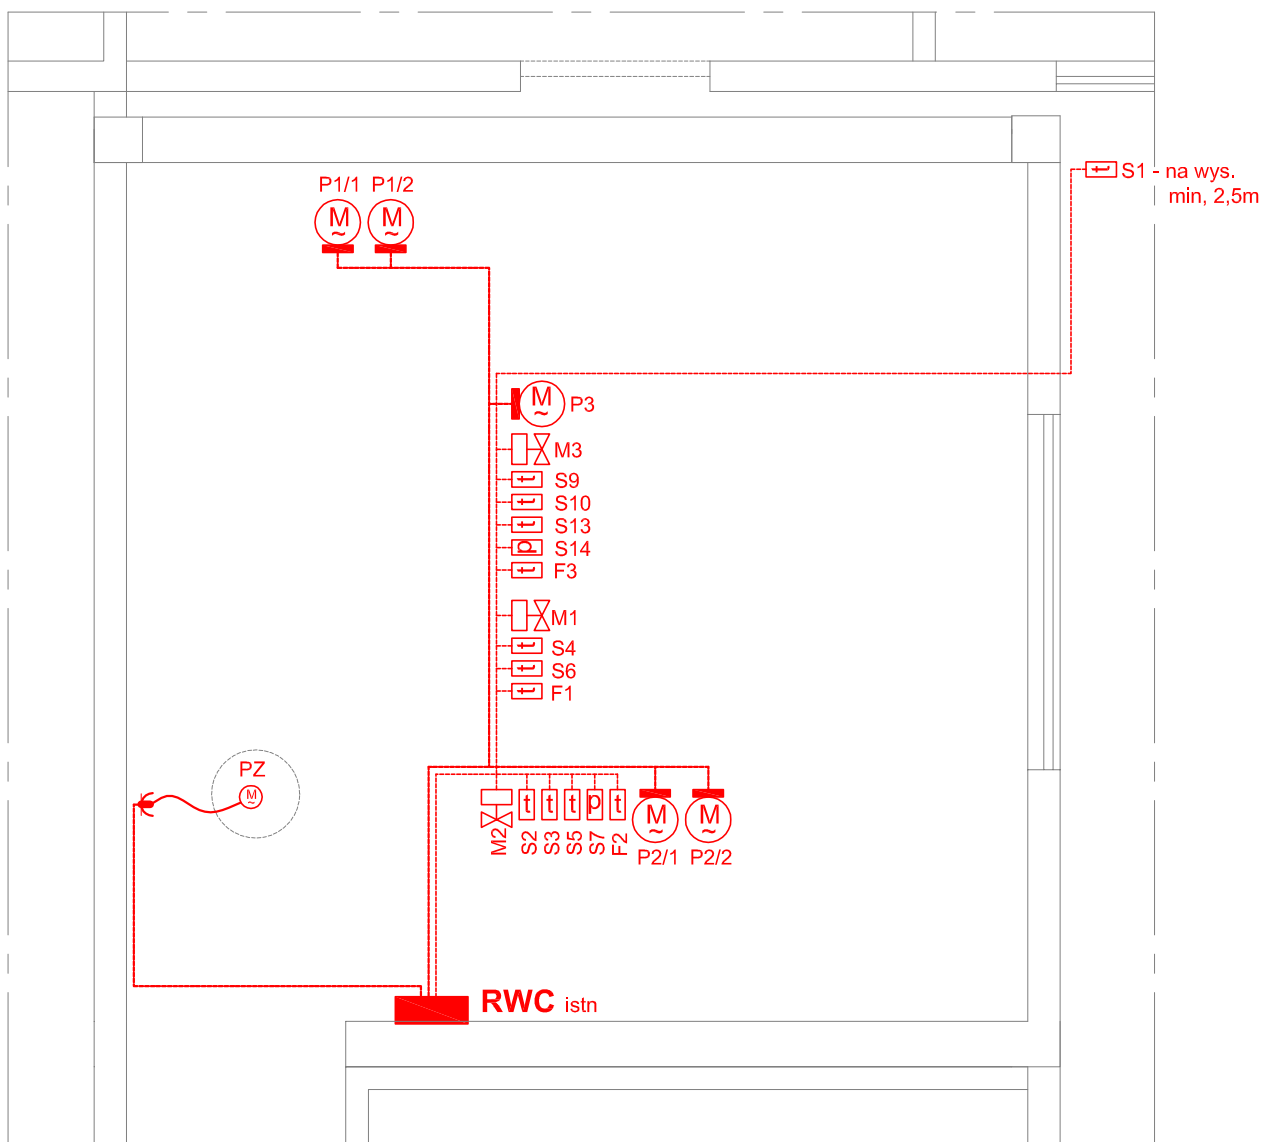 P1/1 P1/2
M
~
M
~
t S1 - na wys.
min, 2,5m
M
~
P3
M3
t S9
t S10
t S13
p S14
t F3
M1
t S4
t S6
t F1
PZ
M
~
M2
t S2
t S3
t S5
p S7
t F2
M
~
M
~
P2/1 P2/2
RWC istn